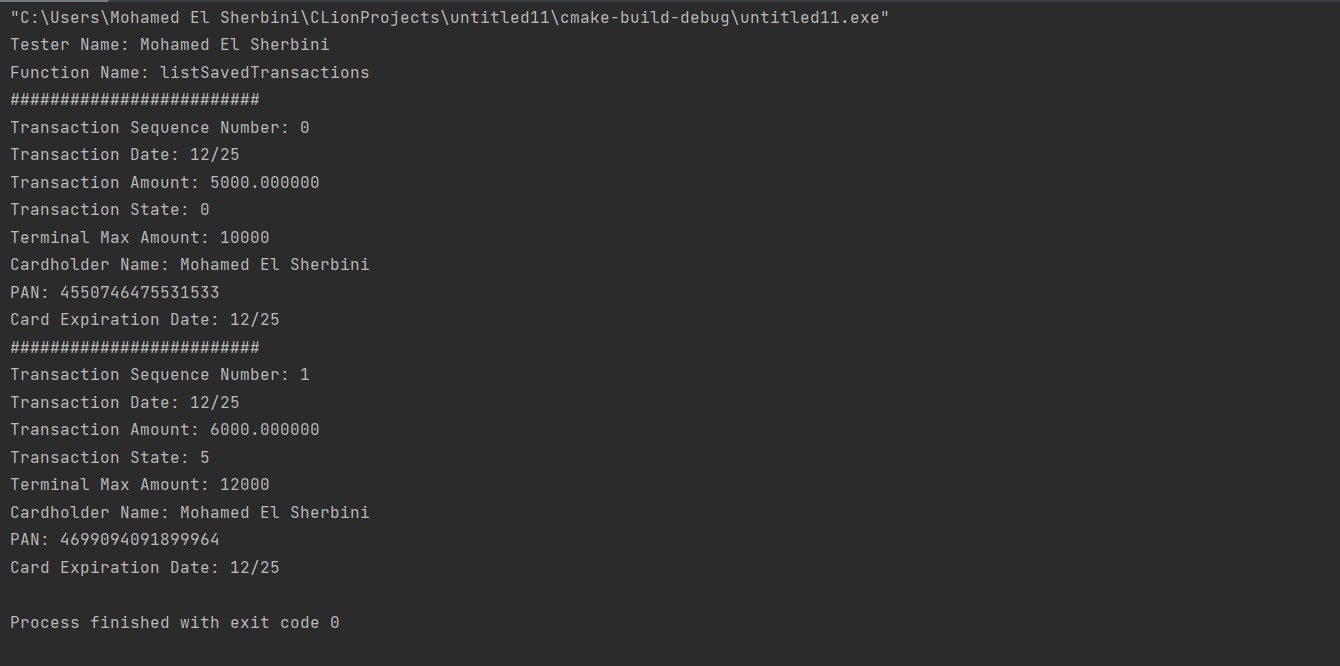 "C:\Users\Mohamed El Sherbini\CLionProjects\untitled11\cmake-build-debug\untitled11.exe"
Tester Name: Mohamed El Sherbini
Function Name: listSavedTransactions
#########################
Transaction Sequence Number: 0
Transaction Date: 12/25
Transaction Amount: 5000.000000
Transaction State: 0
Terminal Max Amount: 10000
Cardholder Name: Mohamed El Sherbini
PAN: 4550746475531533
Card Expiration Date: 12/25
#########################
Transaction Sequence Number: 1
Transaction Date: 12/25
Transaction Amount: 6000.000000
Transaction State: 5
Terminal Max Amount: 12000
Cardholder Name: Mohamed El Sherbini
PAN: 4699094091899964
Card Expiration Date: 12/25
Process finished with exit code 0